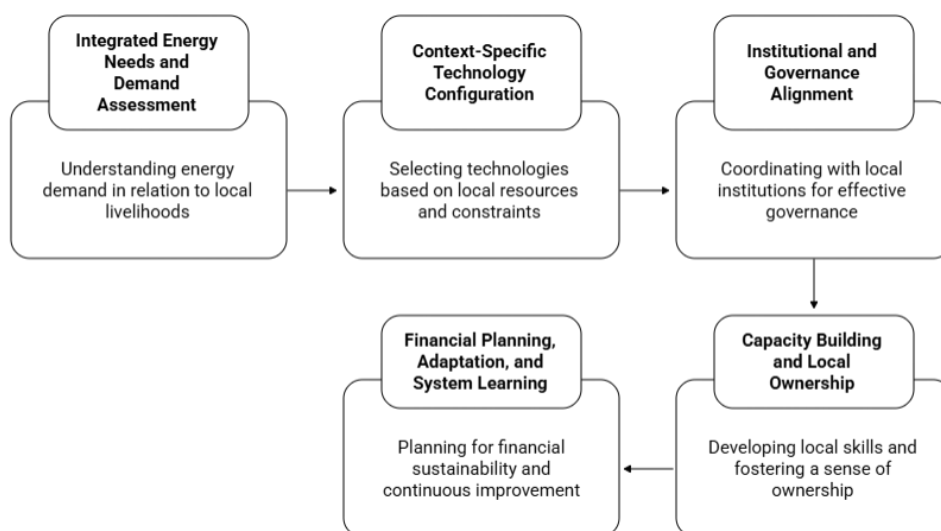 Integrated Energy
Needs and
Demand
Assessment
Understanding energy
demand in relation to local
livelihoods
Context-Specific
Technology
Configuration
Selecting technologies
based on local resources
and constraints
Institutional and
Governance
Alignment
Coordinating with local
institutions for effective
governance
Capacity Building
and Local
Ownership
Developing local skills and
fostering a sense of
ownership
Financial Planning,
Adaptation, and
System Learning
Planning for financial
sustainability and
continuous improvement